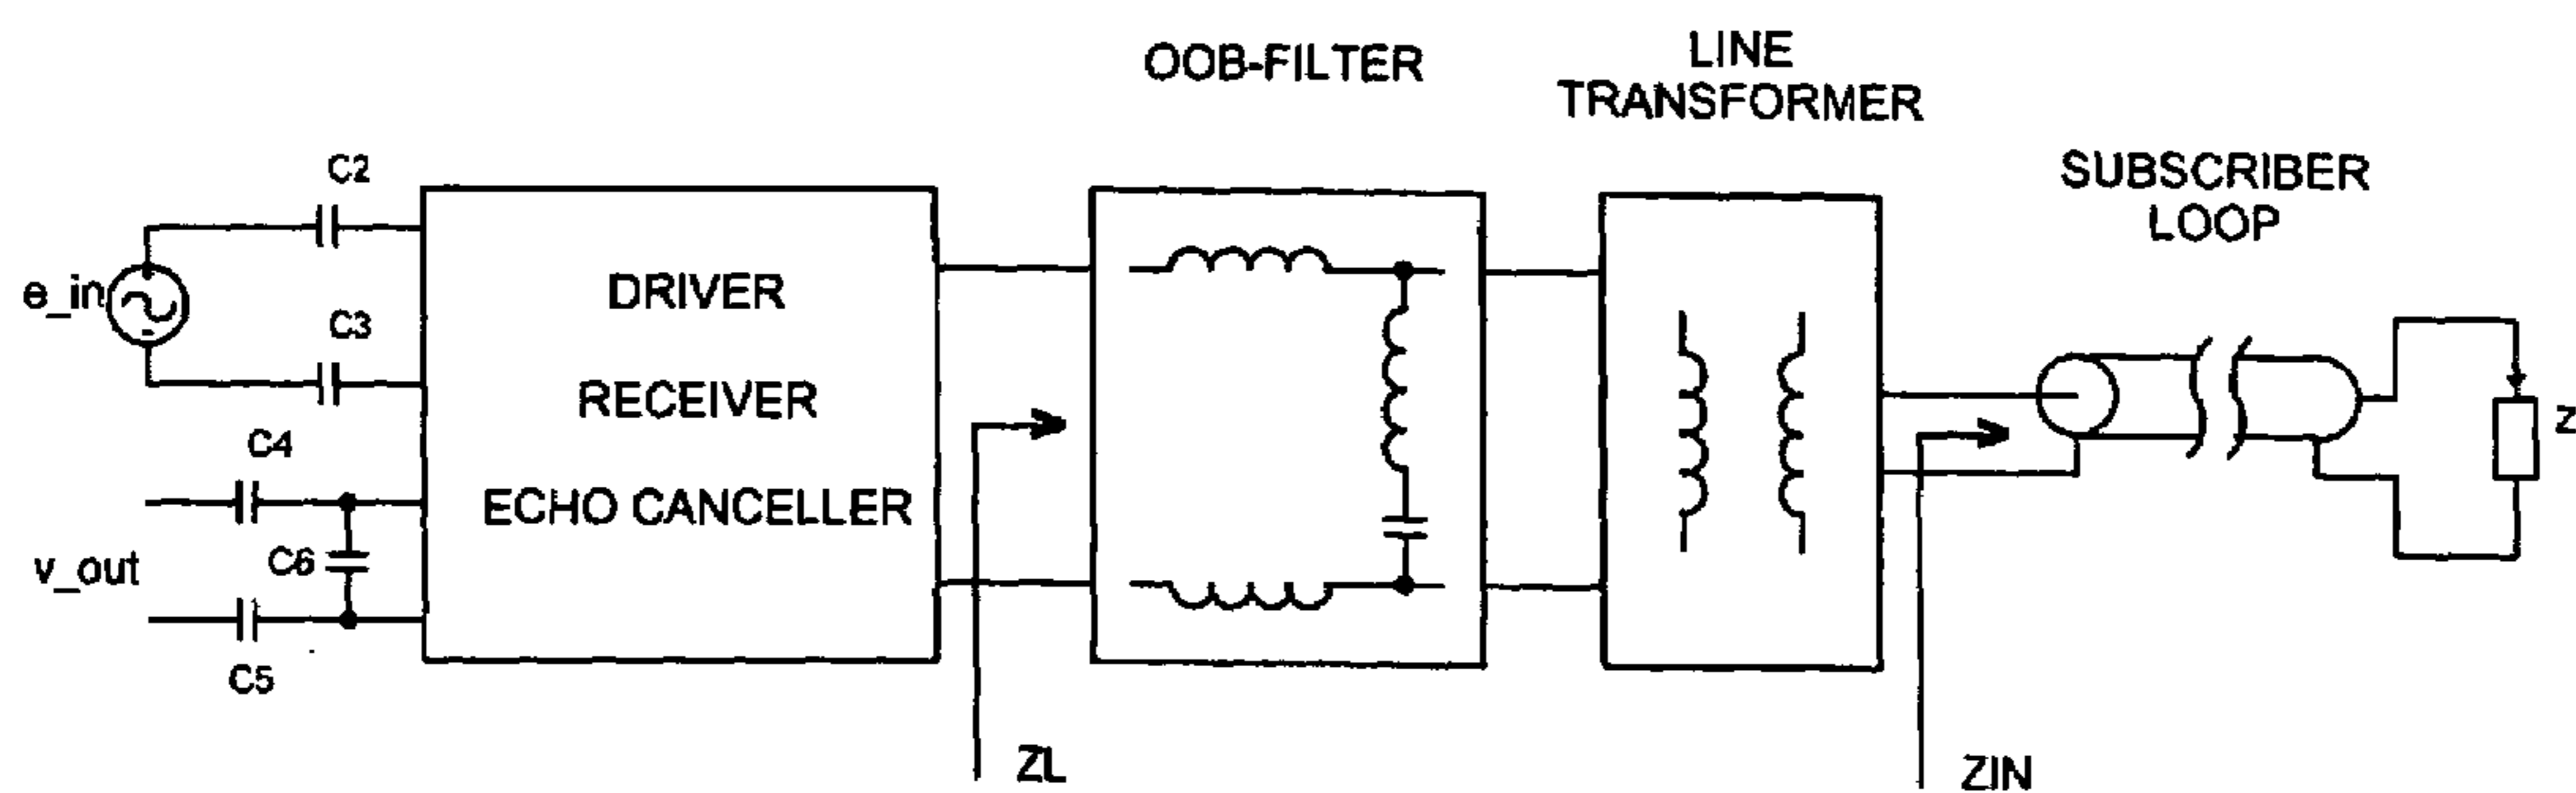 OOB-FILTER
LINE
TRANSFORMER
SUBSCRIBER
LOOP
C2
e_in
C3
C4
C6
v_out
C5
DRIVER
RECEIVER
ECHO CANCELLER
ZL
ZIN
Z